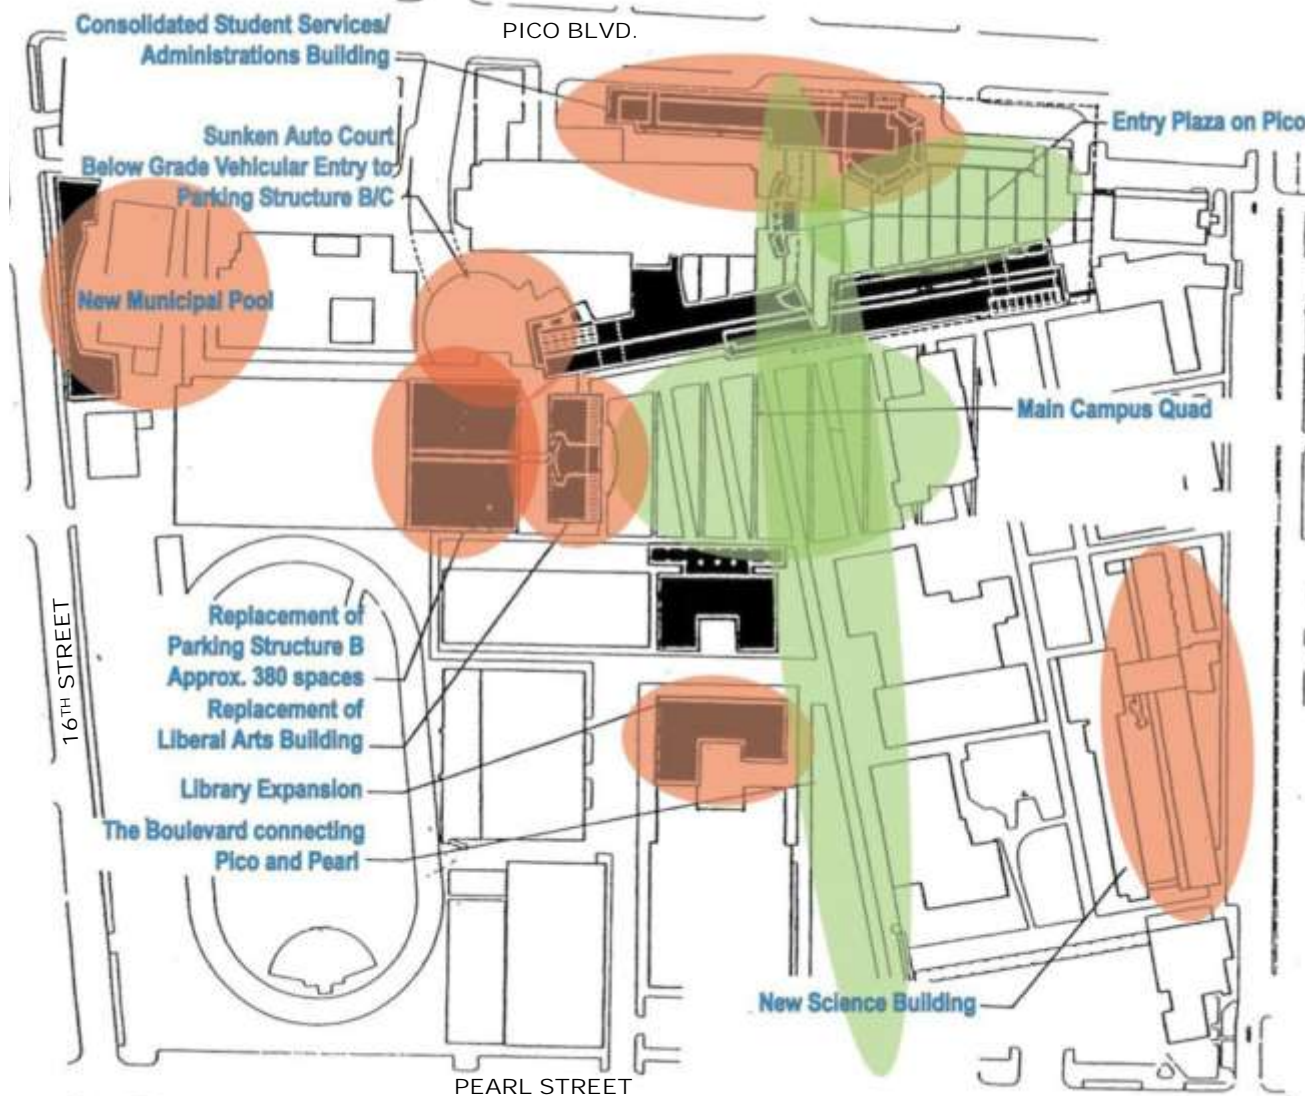 PICO BLVD.
Consolidated Student Services/
Administrations Building
Entry Plaza on Pico
Sunken Auto Court
Below Grade Vehicular Entry to
Parking Structure B/C
New Municipal Pool
Main Campus Quad
16TH STREET
Replacement of
Parking Structure B
Approx. 380 spaces
Replacement of
Liberal Arts Building
Library Expansion
The Boulevard connecting
Pico and Pearl
New Science Building
PEARL STREET